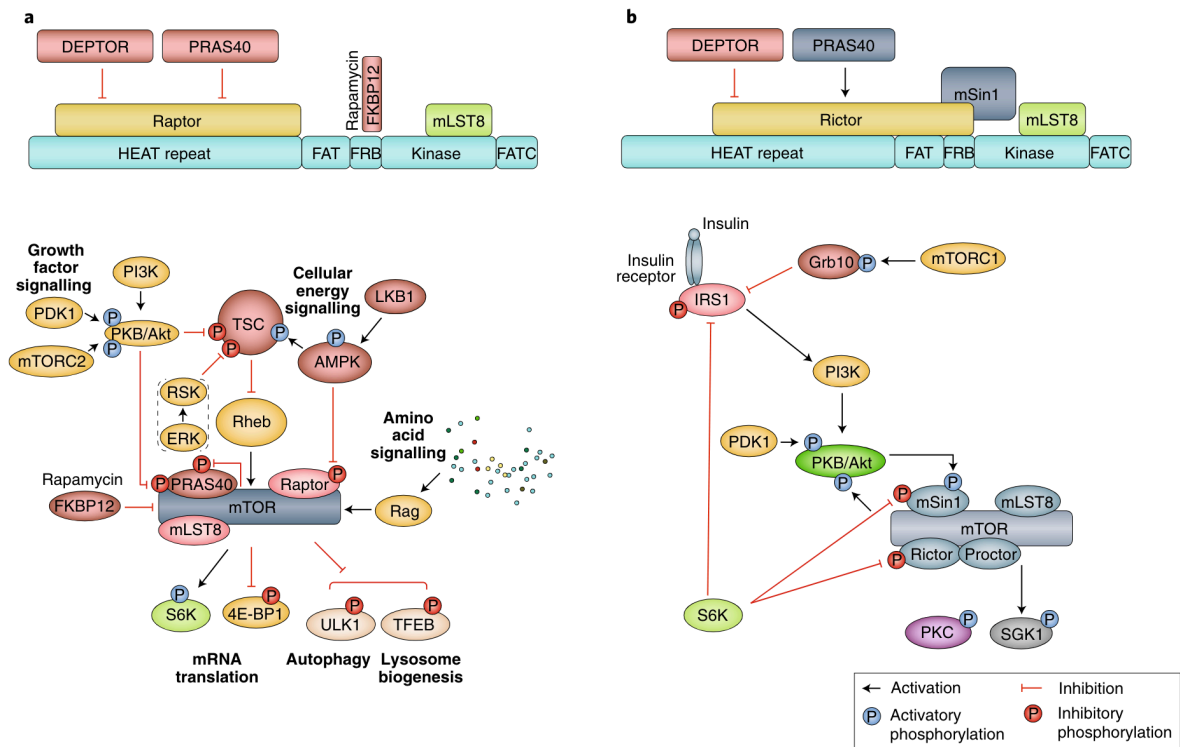 a
DEPTOR
PRAS40
Rapamycin
FKBP12
Raptor
mLST8
HEAT repeat
FAT
FRB
Kinase
FATC
Growth
factor
signalling
PI3K
PDK1
P
PKB/Akt
P
mTORC2
TSC
P
P
P
Cellular
energy
signalling
LKB1
P
AMPK
RSK
ERK
Rheb
Amino
acid
signalling
Rapamycin
FKBP12
P
P
PRAS40
Raptor
P
mTOR
mLST8
Rag
P
S6K
P
4E-BP1
P
ULK1
P
TFEB
mRNA
translation
Autophagy
Lysosome
biogenesis
b
DEPTOR
PRAS40
mSin1
Rictor
mLST8
HEAT repeat
FAT
FRB
Kinase
FATC
Insulin
Insulin
receptor
IRS1
P
Grb10
P
mTORC1
PI3K
PDK1
P
PKB/Akt
P
P
P
mSin1
mLST8
mTOR
P
Rictor
Proctor
S6K
PKC
P
SGK1
P
Activation
Inhibition
P
Activatory
phosphorylation
P
Inhibitory
phosphorylation